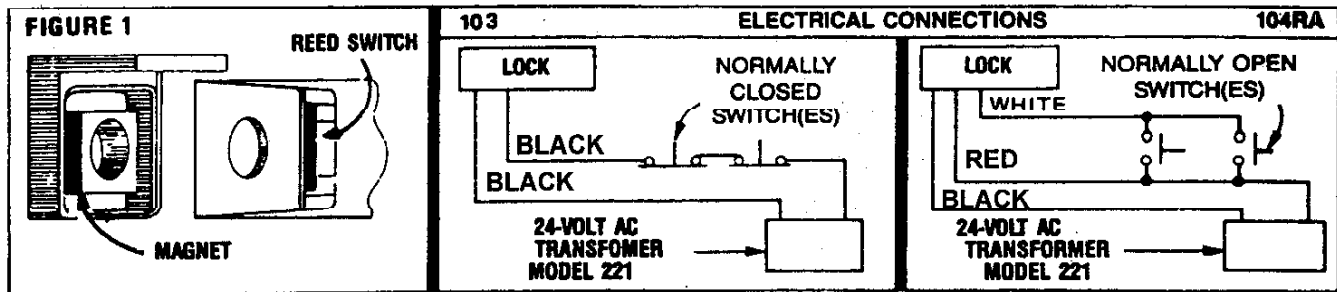 FIGURE 1
REED SWITCH
MAGNET
103 ELECTRICAL CONNECTIONS 104RA
LOCK
NORMALLY
CLOSED
SWITCH(ES)
BLACK
BLACK
24-VOLT AC
TRANSFOMER
MODEL 221
LOCK
NORMALLY OPEN
SWITCH(ES)
WHITE
RED
BLACK
24-VOLT AC
TRANSFORMER
MODEL 221